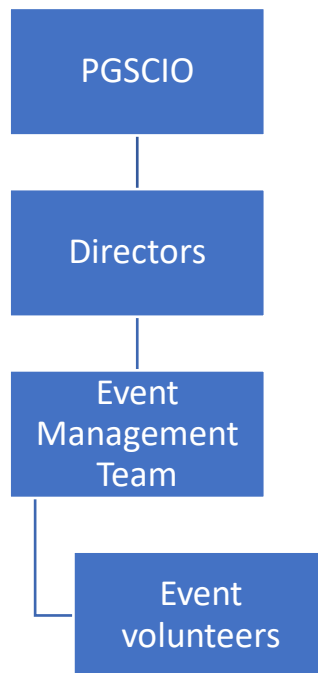 PGSCIO
Directors
Event
Management
Team
Event
volunteers